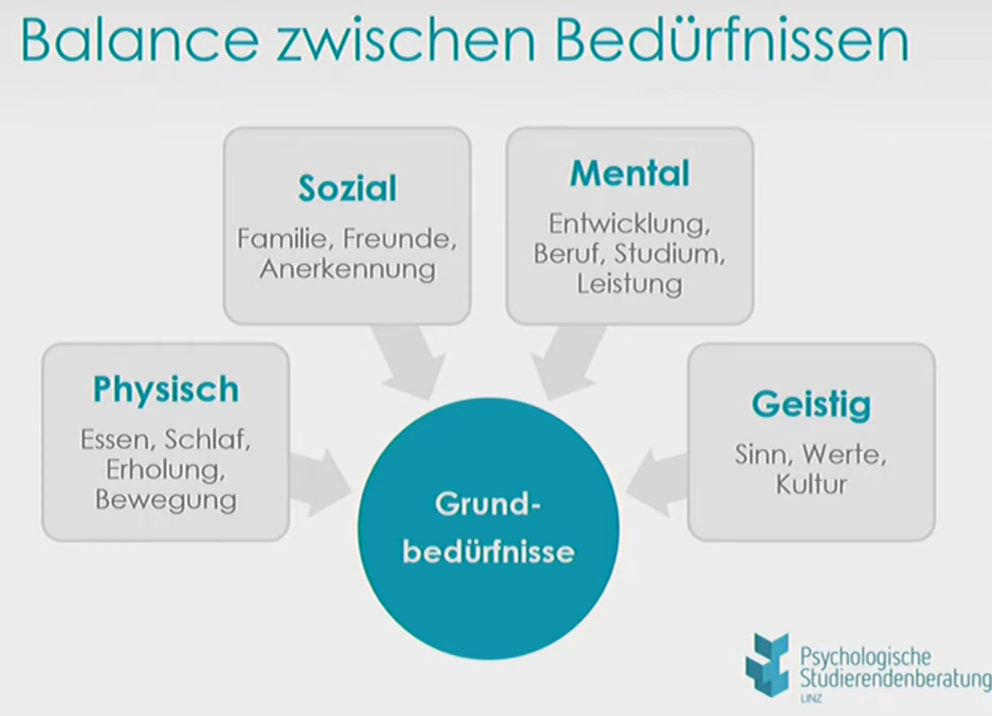 Balance zwischen Bedürfnissen
Sozial
Familie, Freunde,
Anerkennung
Mental
Entwicklung,
Beruf, Studium,
Leistung
Physisch
Essen, Schlaf,
Erholung,
Bewegung
Geistig
Sinn, Werte,
Kultur
Grund-
bedürfnisse
Psychologische
Studierendenberatung
LINZ